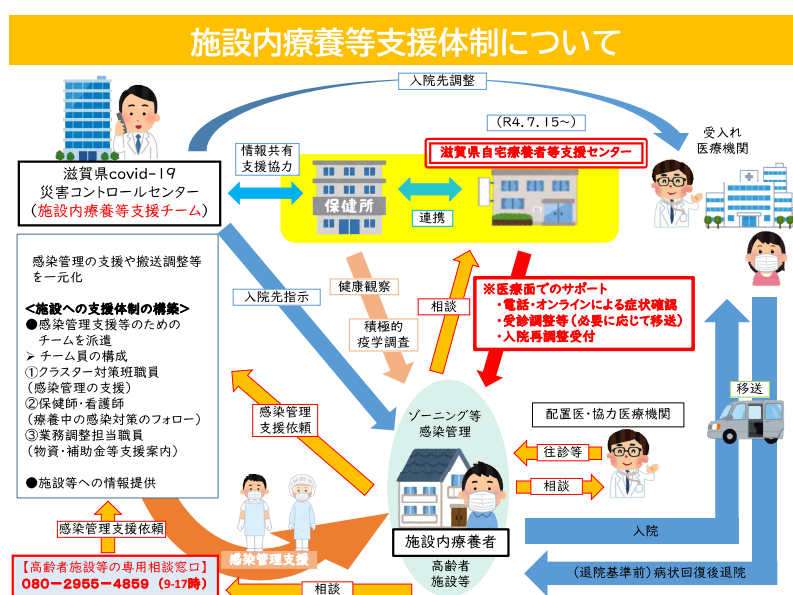 施設内療養等支援体制について
入院先調整
(R4.7.15~)
受入れ
医療機関
情報共有
支援協力
滋賀県自宅療養者等支援センター
滋賀県covid-19
災害コントロールセンター
(施設内療養等支援チーム)
保健所
連携
感染管理の支援や搬送調整等
を一元化
<施設への支援体制の構築>
●感染管理支援等のための
チームを派遣
➢ チーム員の構成
①クラスター対策班職員
(感染管理の支援)
②保健師・看護師
(療養中の感染対策のフォロー)
③業務調整担当職員
(物資・補助金等支援案内)
●施設等への情報提供
入院先指示
健康観察
積極的
疫学調査
相談
※医療面でのサポート
・電話・オンラインによる症状確認
・受診調整等(必要に応じて移送)
・入院再調整受付
移送
感染管理
支援依頼
ゾーニング等
感染管理
配置医・協力医療機関
往診等
相談
感染管理支援依頼
感染管理支援
施設内療養者
高齢者
施設等
入院
(退院基準前)病状回復後退院
【高齢者施設等の専用相談窓口】
080-2955-4859 (9-17時)
相談